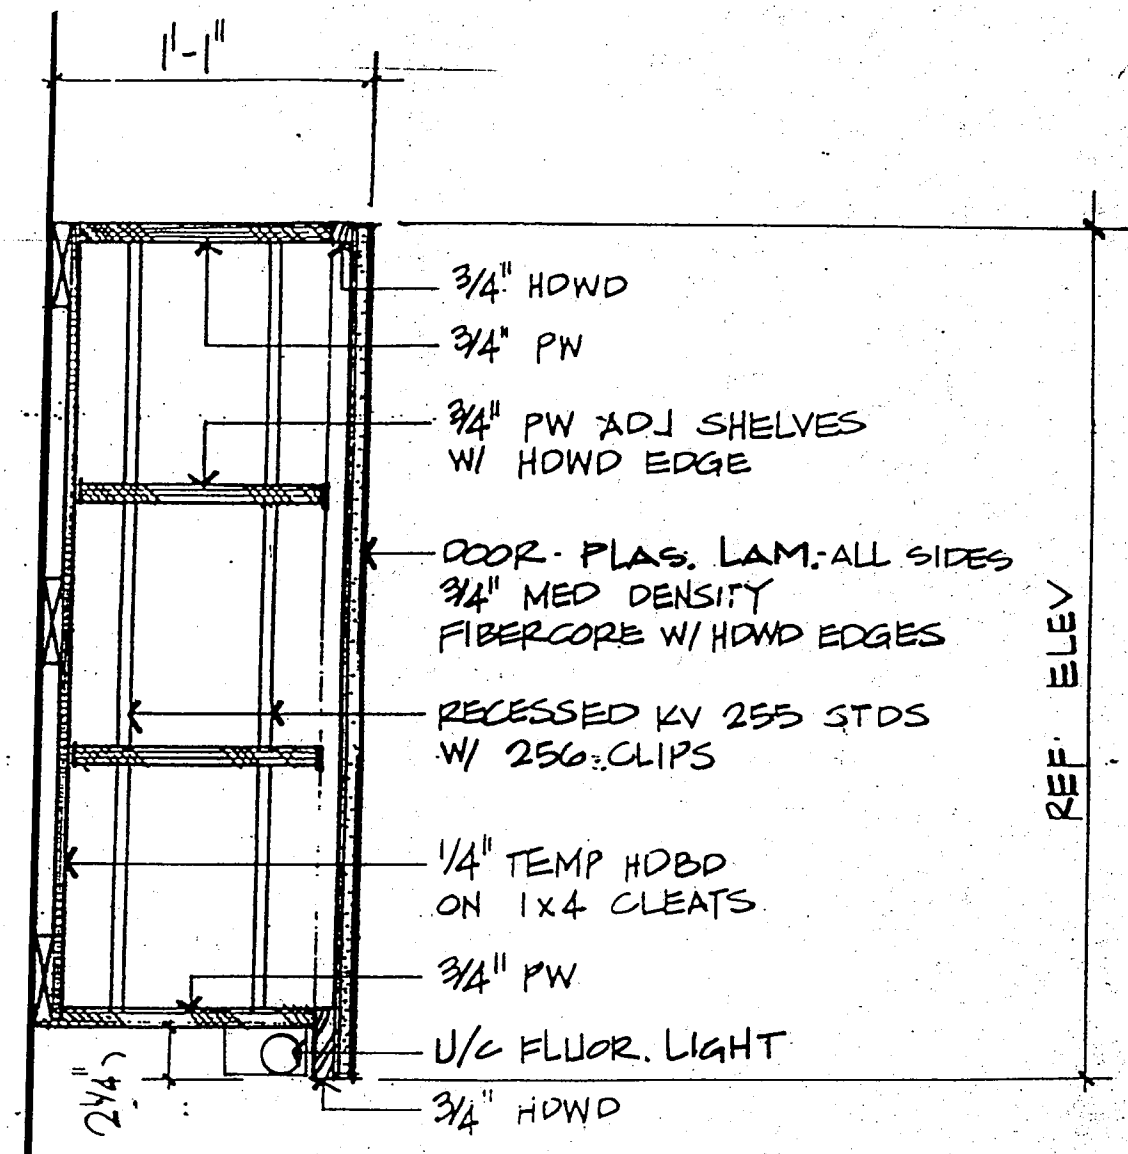 1'-1"
3/4" HDWD
3/4" PW
3/4" PW ADJ SHELVES
W/ HDWD EDGE
DOOR- PLAS. LAM.-ALL SIDES
3/4" MED DENSITY
FIBERCORE W/ HDWD EDGES
RECESSED KV 255 STDS
W/ 256 CLIPS
REF ELEV
1/4" TEMP HDBD
ON 1x4 CLEATS
3/4" PW
U/C FLUOR. LIGHT
2 1/4"
3/4" HDWD